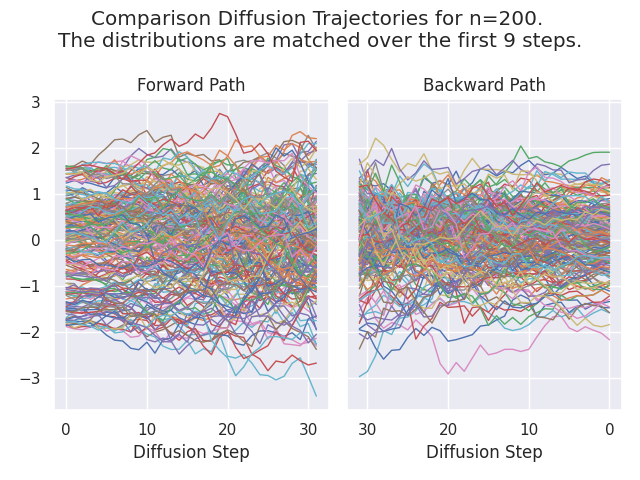 Comparison Diffusion Trajectories for n=200.
The distributions are matched over the first 9 steps.
Forward Path
Backward Path
3
2
1
0
−1
−2
−3
0 10 20 30
30 20 10 0
Diffusion Step
Diffusion Step